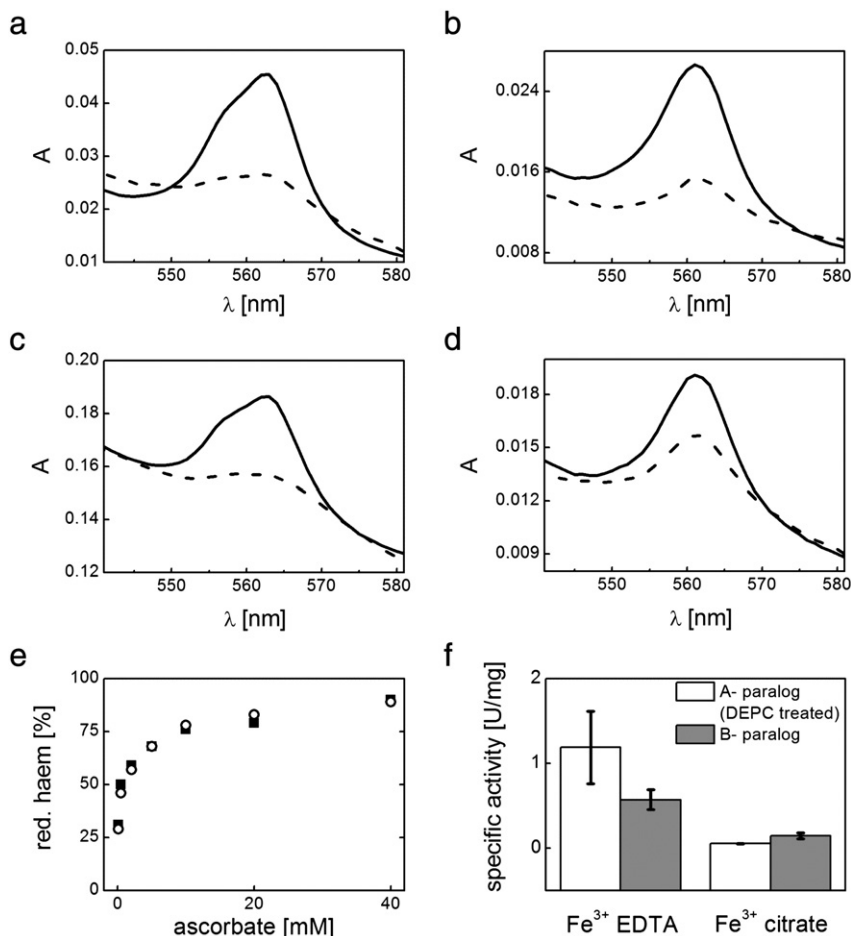 a
0.05
0.04
0.03
0.02
0.01
A
550 560 570 580
λ [nm]
b
0.024
0.016
0.008
A
550 560 570 580
λ [nm]
c
0.20
0.18
0.16
0.14
0.12
A
550 560 570 580
λ [nm]
d
0.018
0.015
0.012
0.009
A
550 560 570 580
λ [nm]
e
100
75
50
25
0
red. haem [%]
0 20 40
ascorbate [mM]
f
2
1
0
specific activity [U/mg]
A- paralog
(DEPC treated)
B- paralog
Fe³⁺ EDTA Fe³⁺ citrate